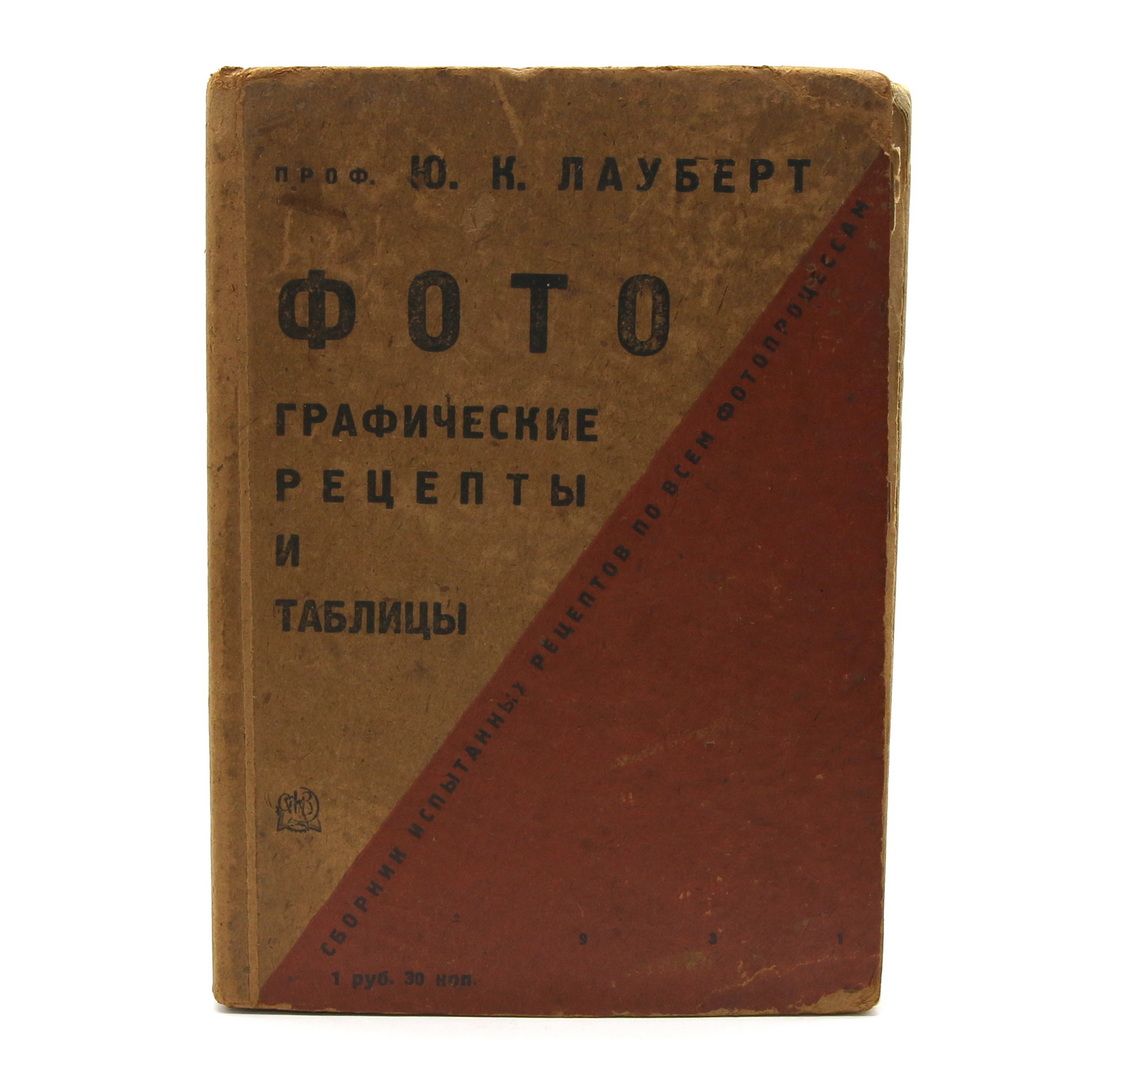 ПРОФ. Ю. К. ЛАУБЕРТ
ФОТО
ГРАФИЧЕСКИЕ
РЕЦЕПТЫ
И
ТАБЛИЦЫ
СБОРНИК ИСПЫТАННЫХ РЕЦЕПТОВ ПО ВСЕМ ФОТОПРОЦЕССАМ
9 3 1
1 руб. 30 коп.